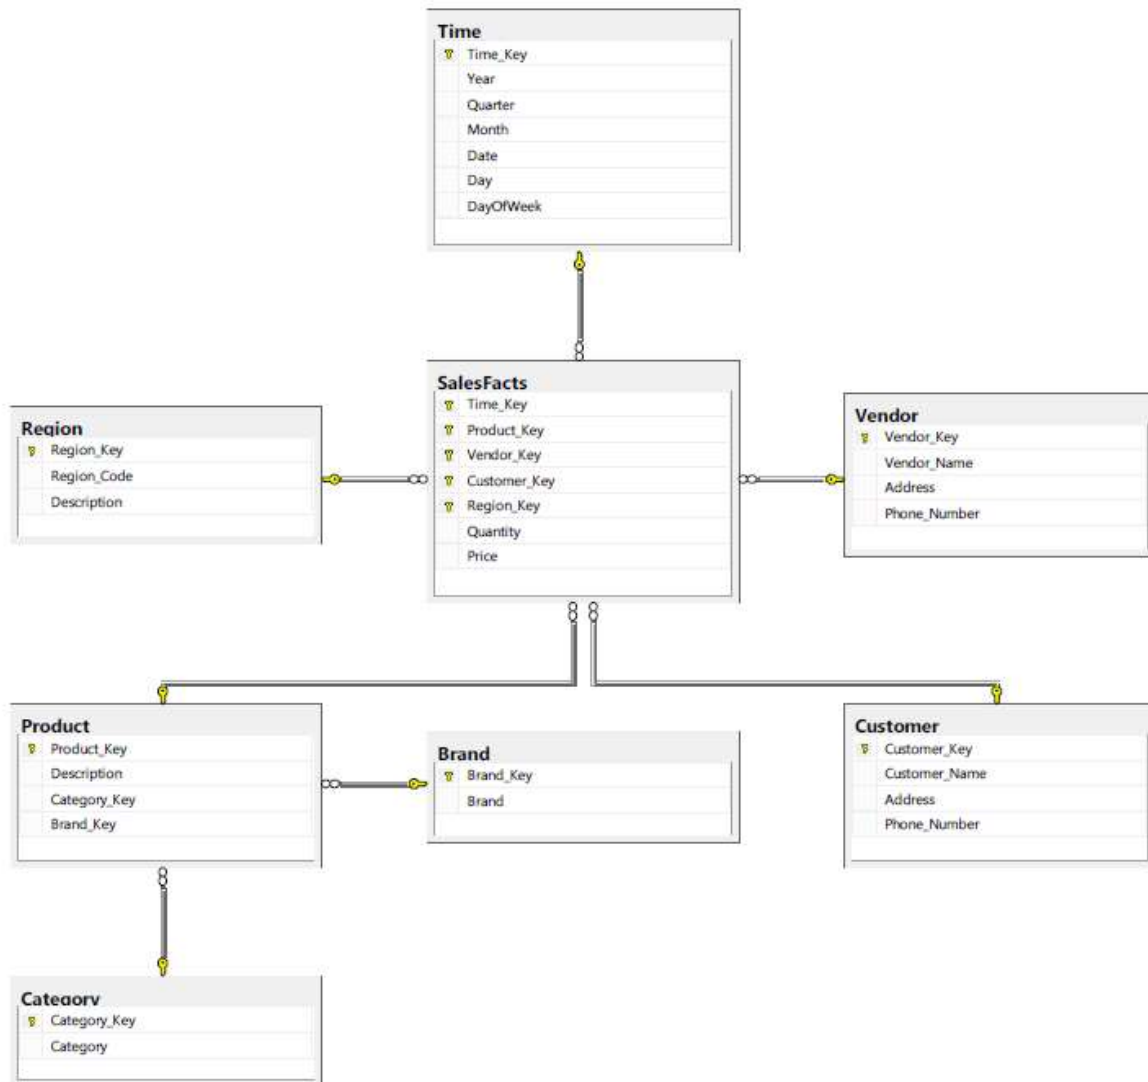 Time
Time_Key
Year
Quarter
Month
Date
Day
DayOfWeek
SalesFacts
Time_Key
Product_Key
Vendor_Key
Customer_Key
Region_Key
Quantity
Price
Region
Region_Key
Region_Code
Description
Vendor
Vendor_Key
Vendor_Name
Address
Phone_Number
Product
Product_Key
Description
Category_Key
Brand_Key
Brand
Brand_Key
Brand
Customer
Customer_Key
Customer_Name
Address
Phone_Number
Category
Category_Key
Category